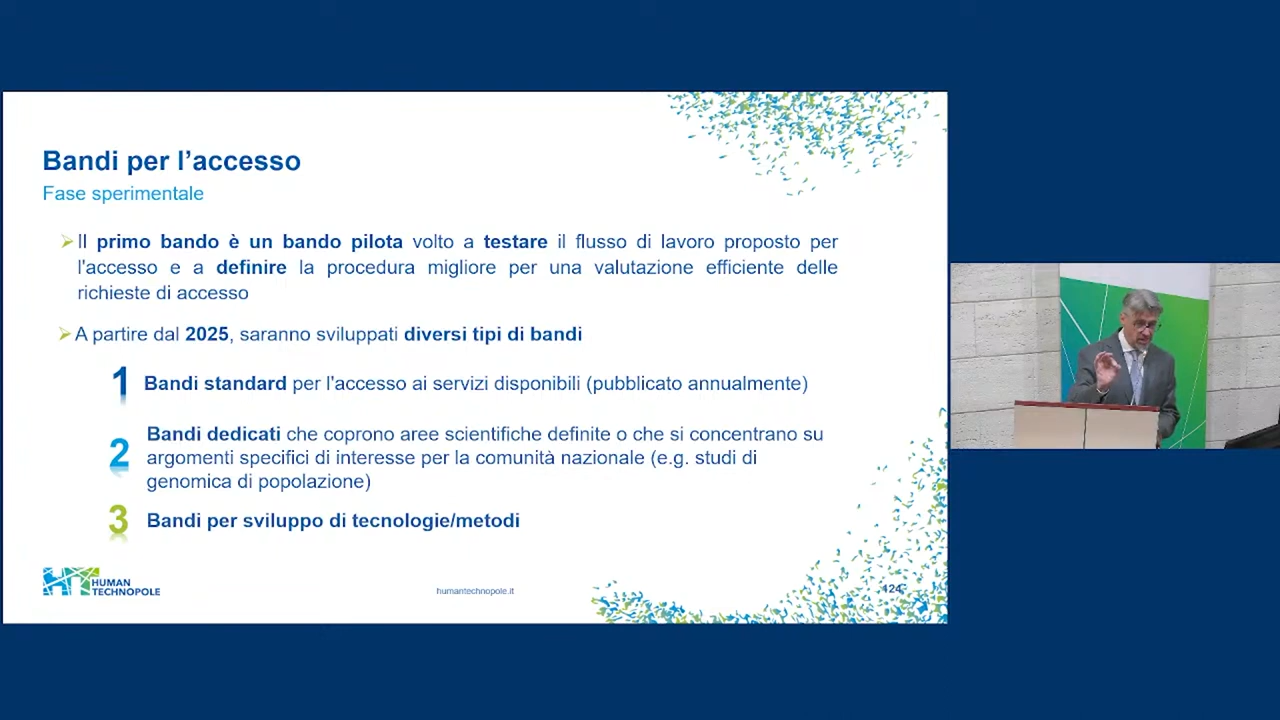 Bandi per l’accesso
Fase sperimentale
Il primo bando è un bando pilota volto a testare il flusso di lavoro proposto per
l'accesso e a definire la procedura migliore per una valutazione efficiente delle
richieste di accesso
A partire dal 2025, saranno sviluppati diversi tipi di bandi
1 Bandi standard per l'accesso ai servizi disponibili (pubblicato annualmente)
2 Bandi dedicati che coprono aree scientifiche definite o che si concentrano su
argomenti specifici di interesse per la comunità nazionale (e.g. studi di
genomica di popolazione)
3 Bandi per sviluppo di tecnologie/metodi
HT HUMAN
TECHNOPOLE
humantechnopole.it
124